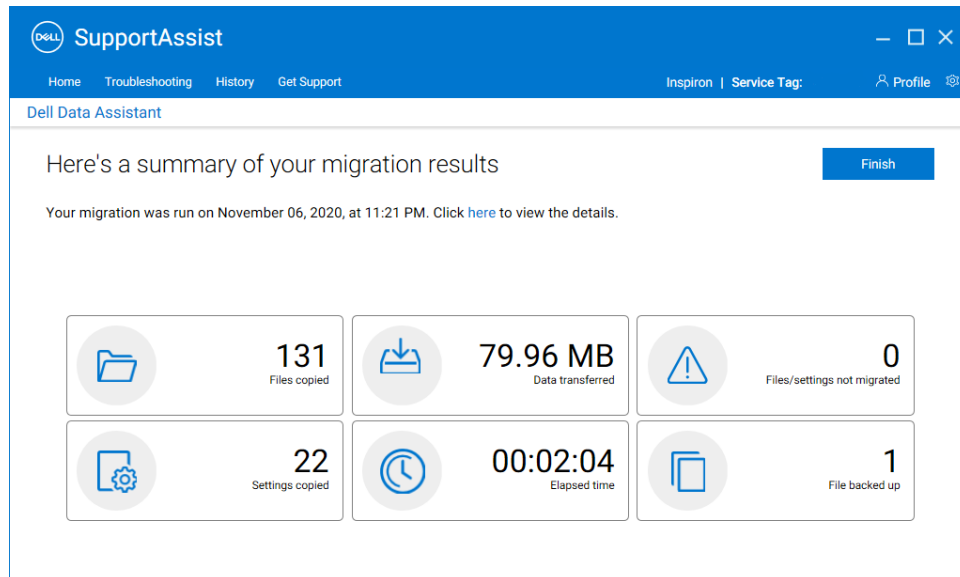 DELL SupportAssist
Home Troubleshooting History Get Support Inspiron | Service Tag: Profile
Dell Data Assistant
Here's a summary of your migration results Finish
Your migration was run on November 06, 2020, at 11:21 PM. Click here to view the details.
131 79.96 MB 0
Files copied Data transferred Files/settings not migrated
22 00:02:04 1
Settings copied Elapsed time File backed up